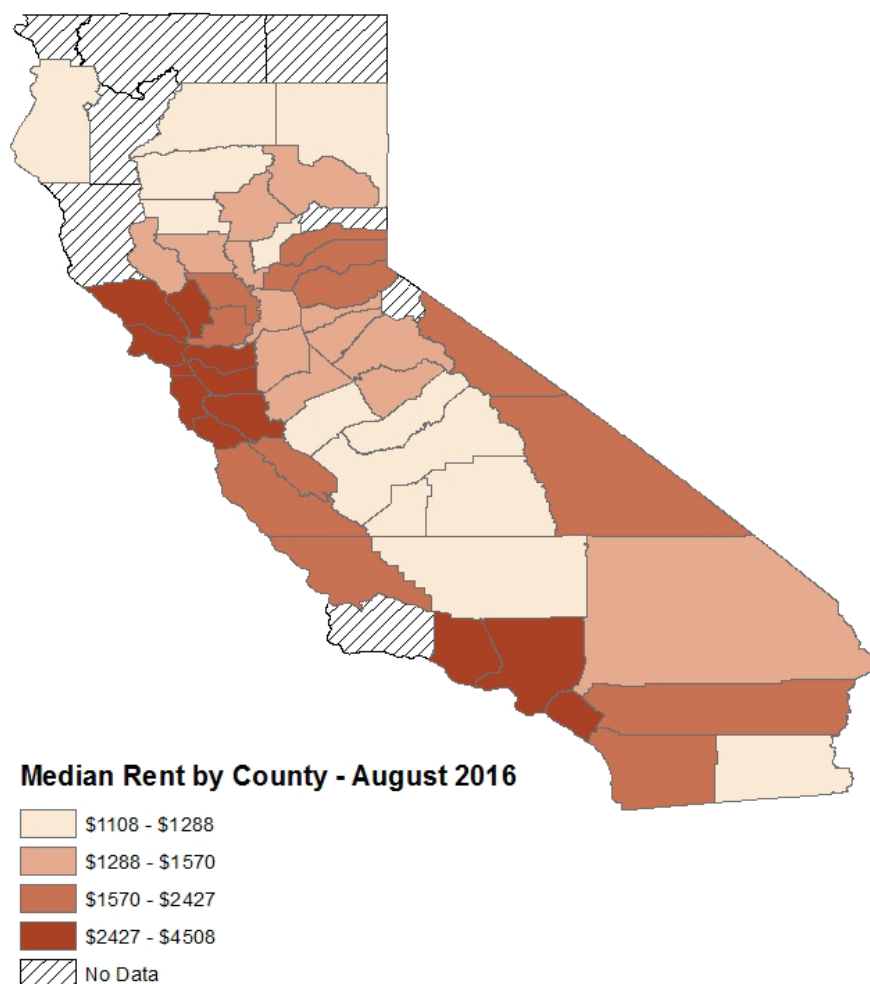 Median Rent by County - August 2016
$1108 - $1288
$1288 - $1570
$1570 - $2427
$2427 - $4508
No Data